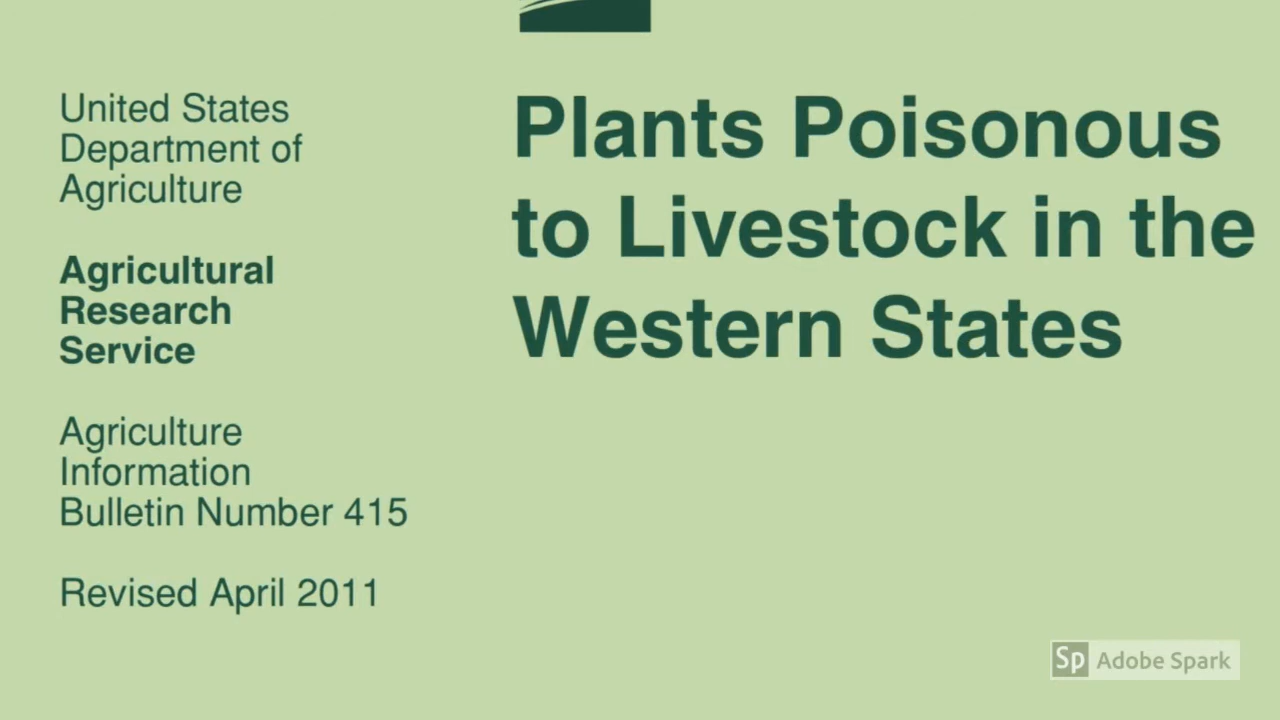 United States
Department of
Agriculture
Agricultural
Research
Service
Agriculture
Information
Bulletin Number 415
Revised April 2011
Plants Poisonous
to Livestock in the
Western States
Sp Adobe Spark